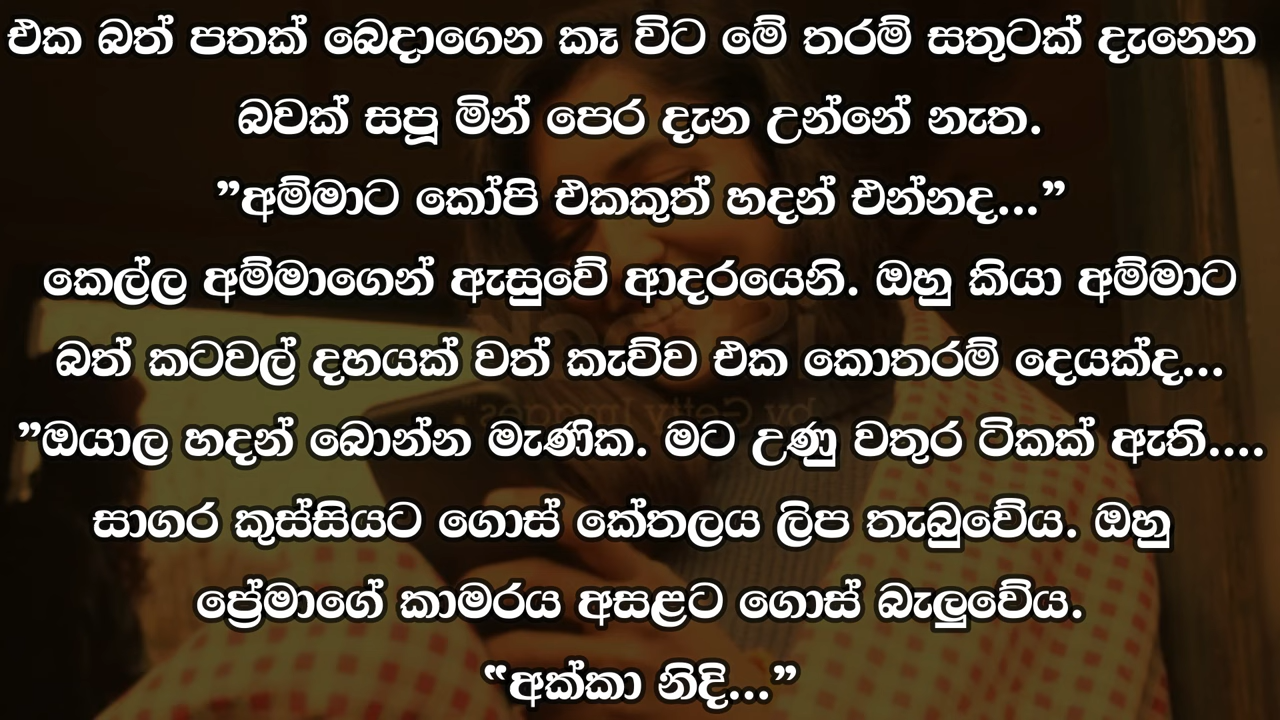 එක බත් පතක් බෙදාගෙන කෑ විට මේ තරම් සතුටක් දැනෙන
බවක් සපූ මින් පෙර දැන උන්නේ නැත.
”අම්මාට කෝපි එකකුත් හදන් එන්නද...”
කෙල්ල අම්මාගෙන් ඇසුවේ ආදරයෙනි. ඔහු කියා අම්මාට
බත් කටවල් දහයක් වත් කැව්ව එක කොතරම් දෙයක්ද...
”ඔයාල හදන් බොන්න මැණික. මට උණු වතුර ටිකක් ඇති....
සාගර කුස්සියට ගොස් කේතලය ලිප තැබුවේය. ඔහු
ප්‍රේමාගේ කාමරය අසළට ගොස් බැලුවේය.
“අක්කා නිදි...”